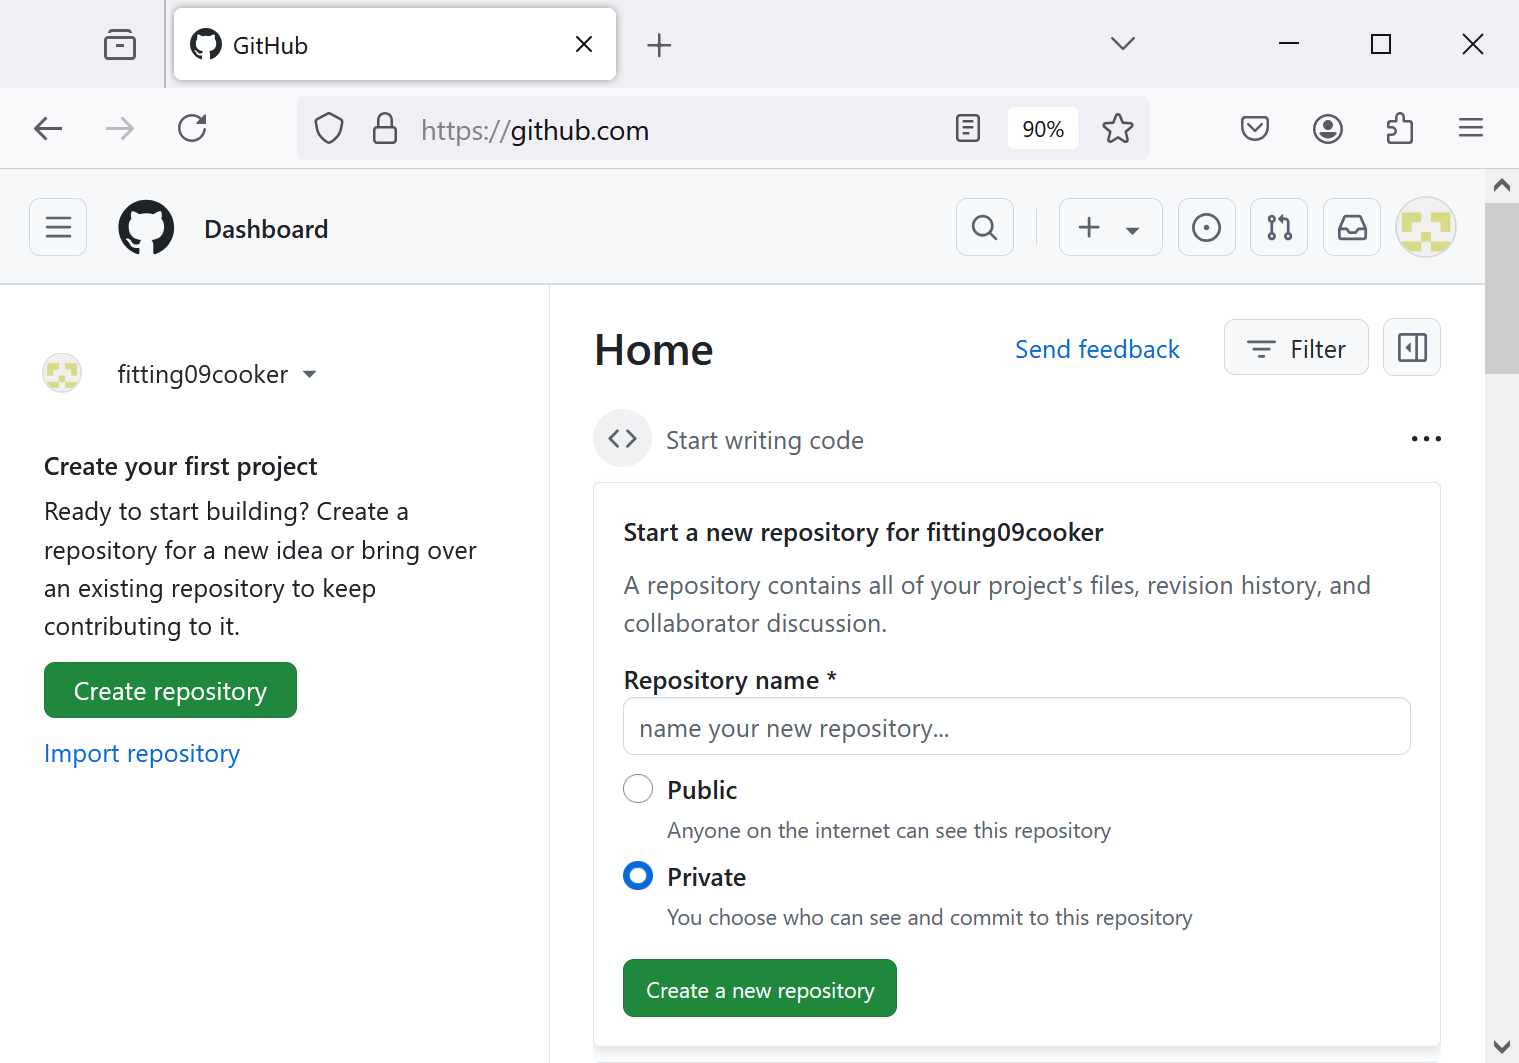 GitHub
https://github.com
90%
Dashboard
fitting09cooker
Create your first project
Ready to start building? Create a
repository for a new idea or bring over
an existing repository to keep
contributing to it.
Create repository
Import repository
Home
Send feedback
Filter
Start writing code
Start a new repository for fitting09cooker
A repository contains all of your project's files, revision history, and
collaborator discussion.
Repository name *
name your new repository...
Public
Anyone on the internet can see this repository
Private
You choose who can see and commit to this repository
Create a new repository